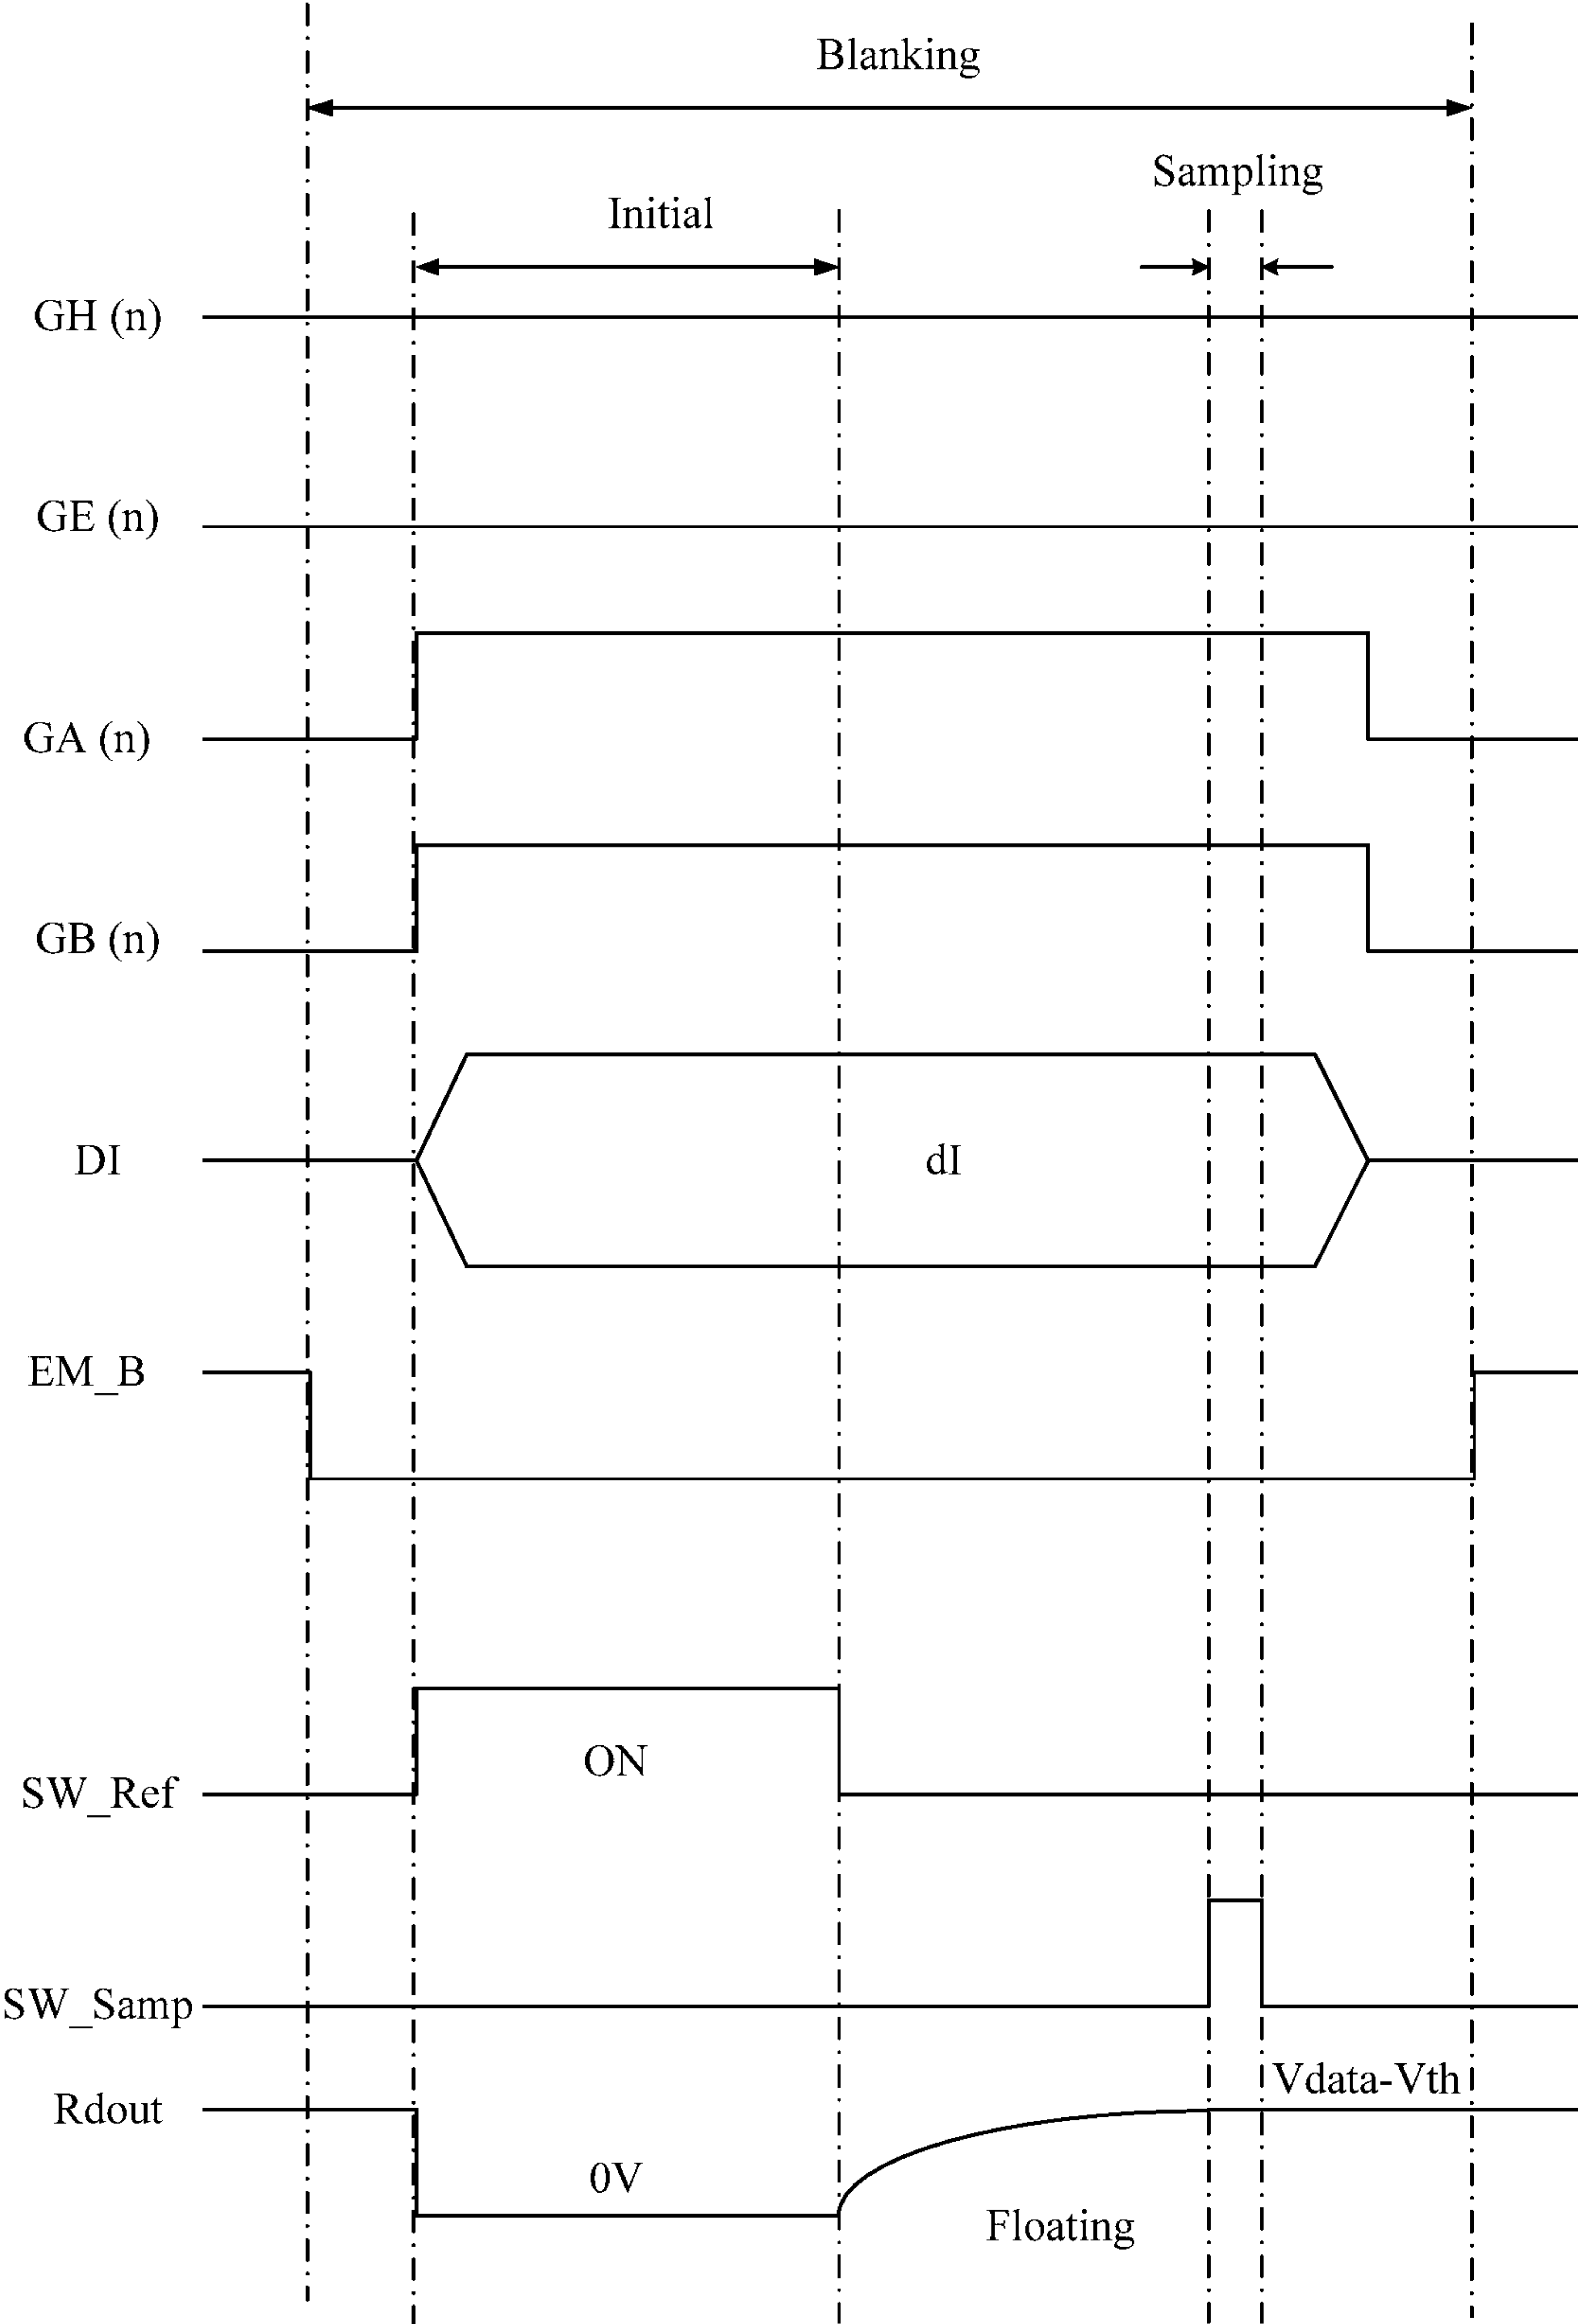 Blanking
Sampling
Initial
GH (n)
GE (n)
GA (n)
GB (n)
DI
dI
EM_B
ON
SW_Ref
SW_Samp
Vdata-Vth
Rdout
0V
Floating